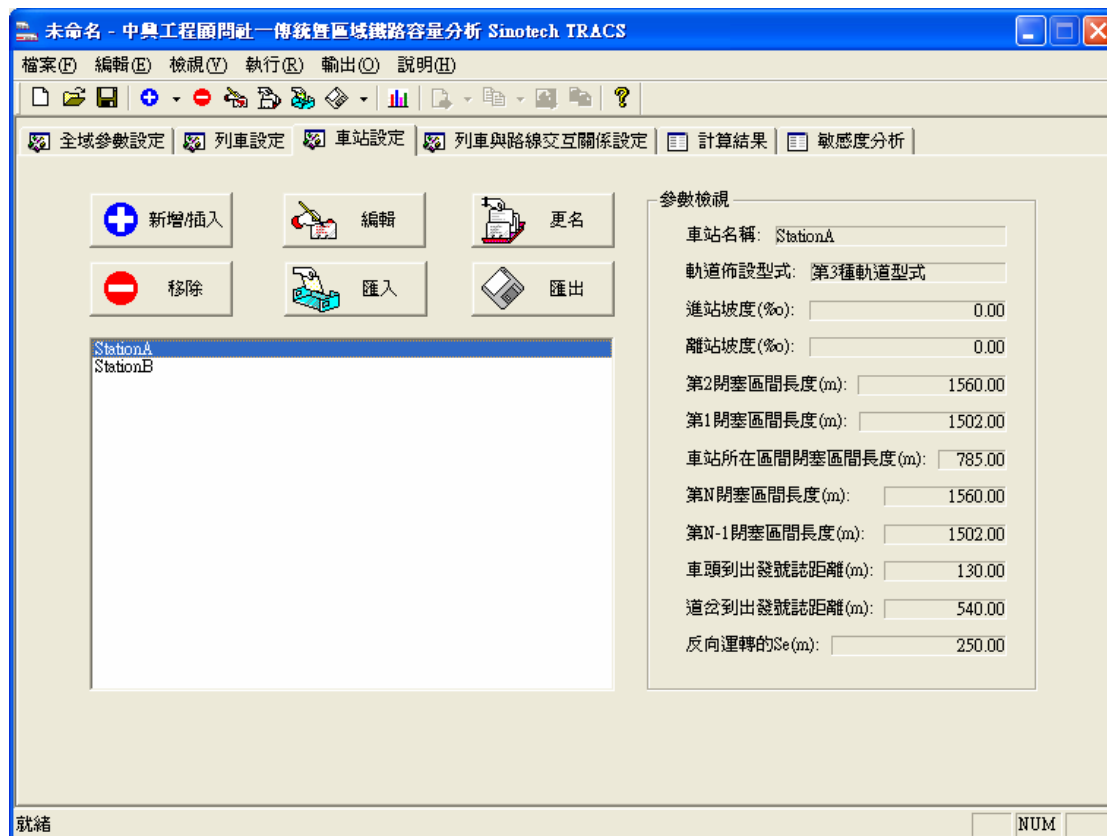 未命名 - 中興工程顧問社－傳統暨區域鐵路容量分析 Sinotech TRACS
檔案(F) 編輯(E) 檢視(V) 執行(R) 輸出(O) 說明(H)
全域參數設定 列車設定 車站設定 列車與路線交互關係設定 計算結果 敏感度分析
新增/插入 編輯 更名
移除 匯入 匯出
StationA
StationB
參數檢視
車站名稱: StationA
軌道佈設型式: 第3種軌道型式
進站坡度(‰): 0.00
離站坡度(‰): 0.00
第2閉塞區間長度(m): 1560.00
第1閉塞區間長度(m): 1502.00
車站所在區間閉塞區間長度(m): 785.00
第N閉塞區間長度(m): 1560.00
第N-1閉塞區間長度(m): 1502.00
車頭到出發號誌距離(m): 130.00
道岔到出發號誌距離(m): 540.00
反向運轉的Se(m): 250.00
就緒 NUM